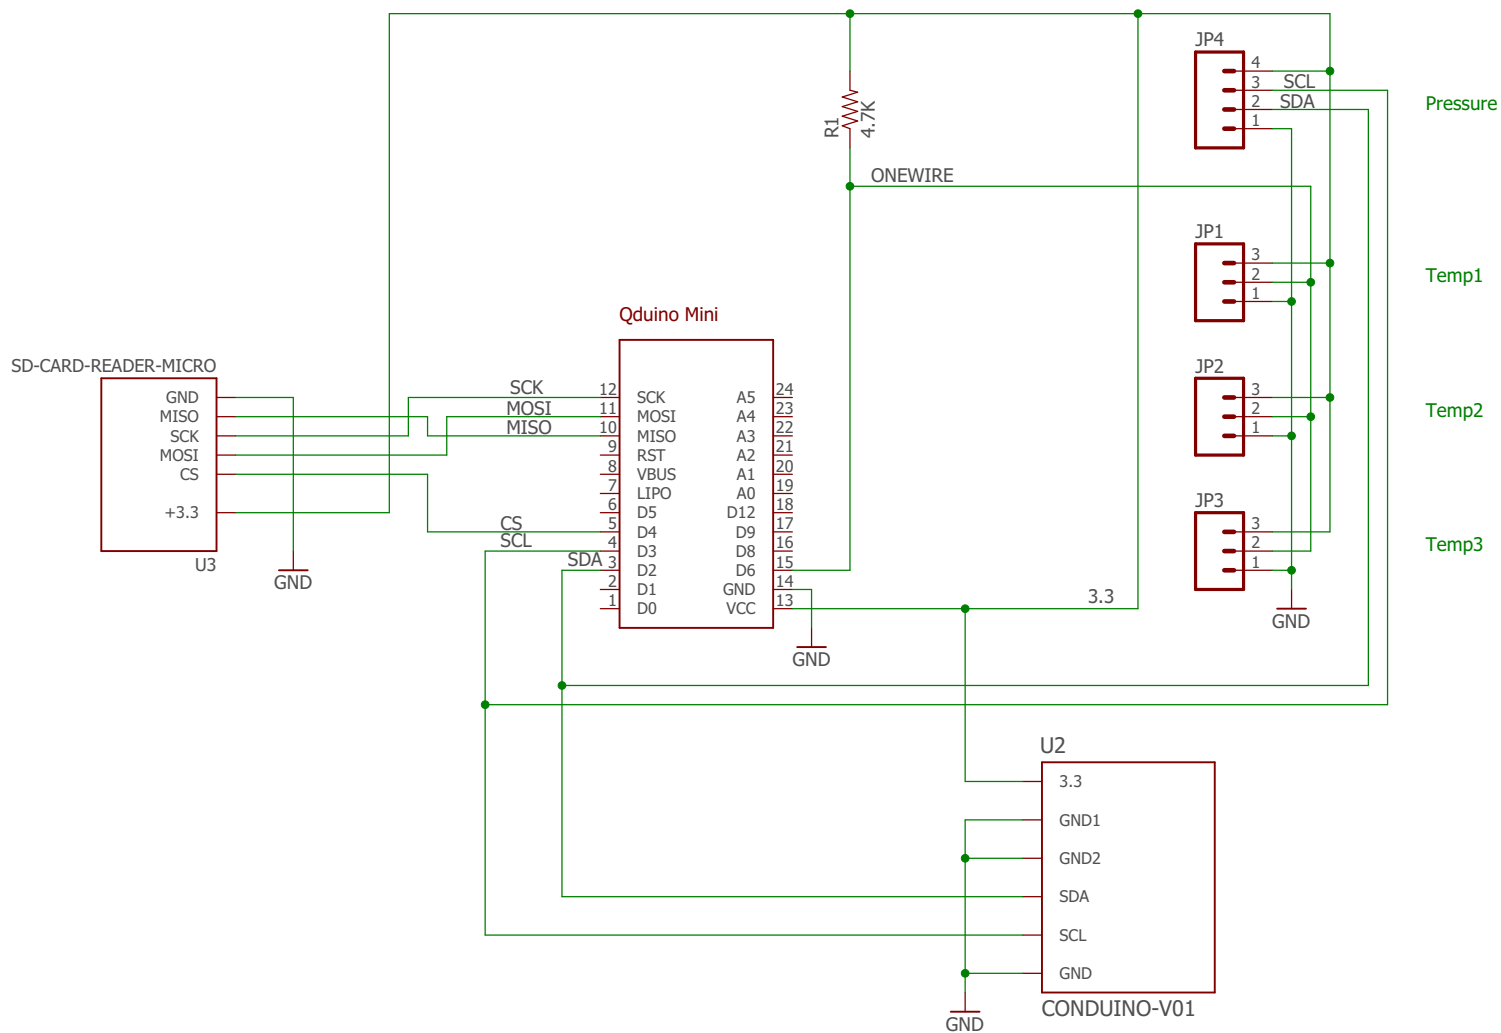 JP4
4
SCL
3
SDA
2
1
Pressure
R1
4.7K
ONEWIRE
JP1
3
2
1
Temp1
Qduino Mini
SD-CARD-READER-MICRO
GND
MISO
SCK
MOSI
CS
+3.3
U3
GND
SCK
MOSI
MISO
CS
SCL
SDA
12 SCK A5 24
11 MOSI A4 23
10 MISO A3 22
9 RST A2 21
8 VBUS A1 20
7 LIPO A0 19
6 D5 D12 18
5 D4 D9 17
4 D3 D8 16
3 D2 D6 15
2 D1 GND 14
1 D0 VCC 13
GND
3.3
JP2
3
2
1
Temp2
JP3
3
2
1
Temp3
GND
U2
3.3
GND1
GND2
SDA
SCL
GND
CONDUINO-V01
GND